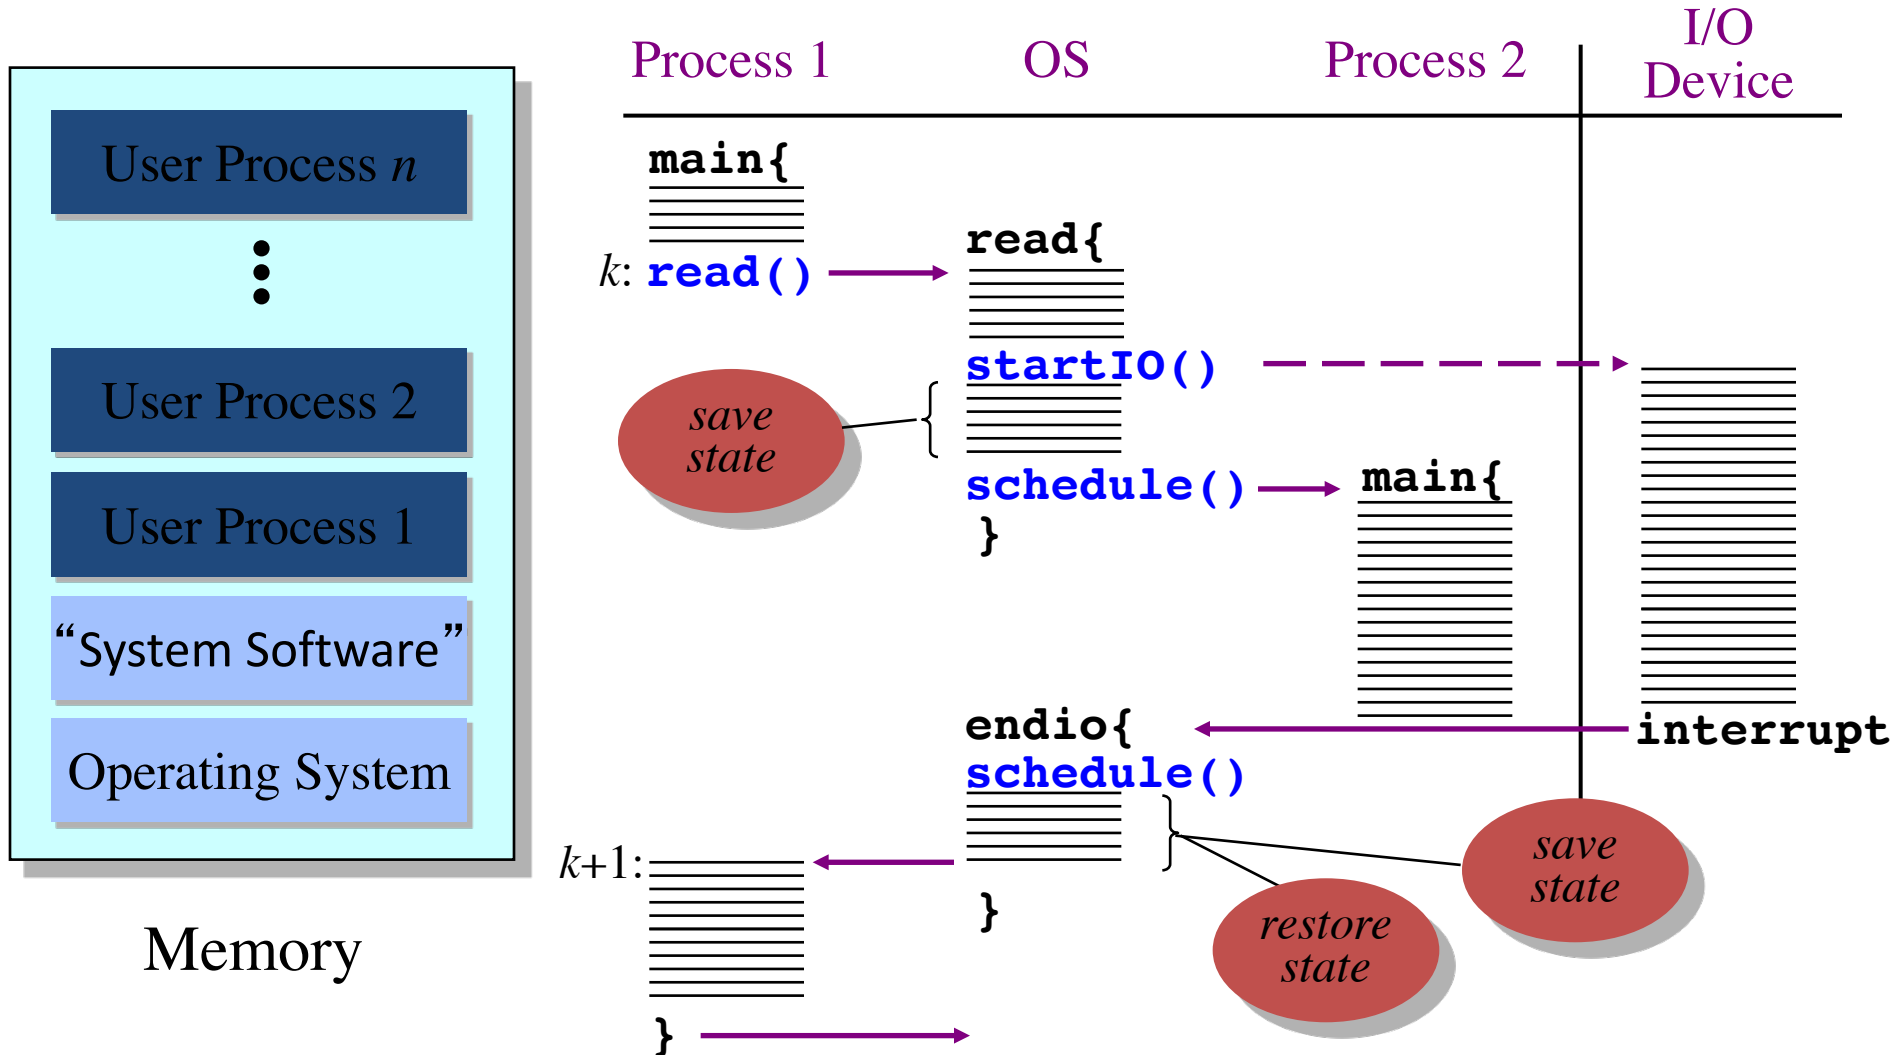 User Process n
User Process 2
User Process 1
“System Software”
Operating System
Memory
Process 1
OS
Process 2
I/O
Device
main{
k: read()
read{
startIO()
save
state
schedule()
}
main{
interrupt
endio{
schedule()
k+1:
}
save
state
restore
state
}